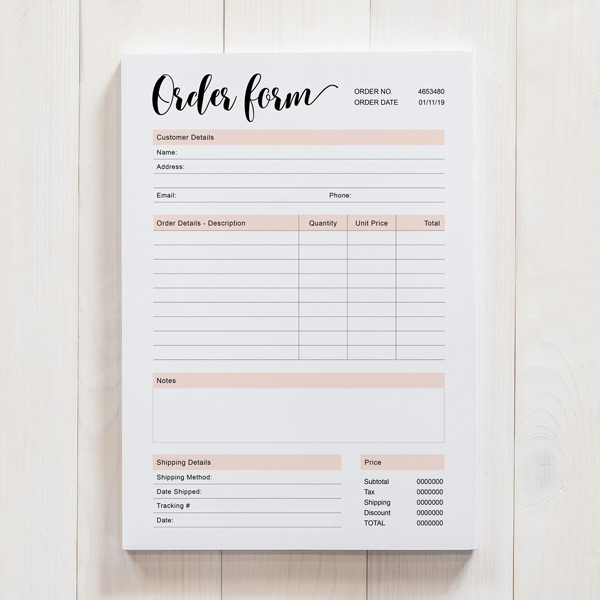 Order form
ORDER NO. 4653480
ORDER DATE 01/11/19
Customer Details
Name:
Address:
Email: Phone:
Order Details - Description Quantity Unit Price Total
Notes
Shipping Details
Shipping Method:
Date Shipped:
Tracking #
Date:
Price
Subtotal 0000000
Tax 0000000
Shipping 0000000
Discount 0000000
TOTAL 0000000